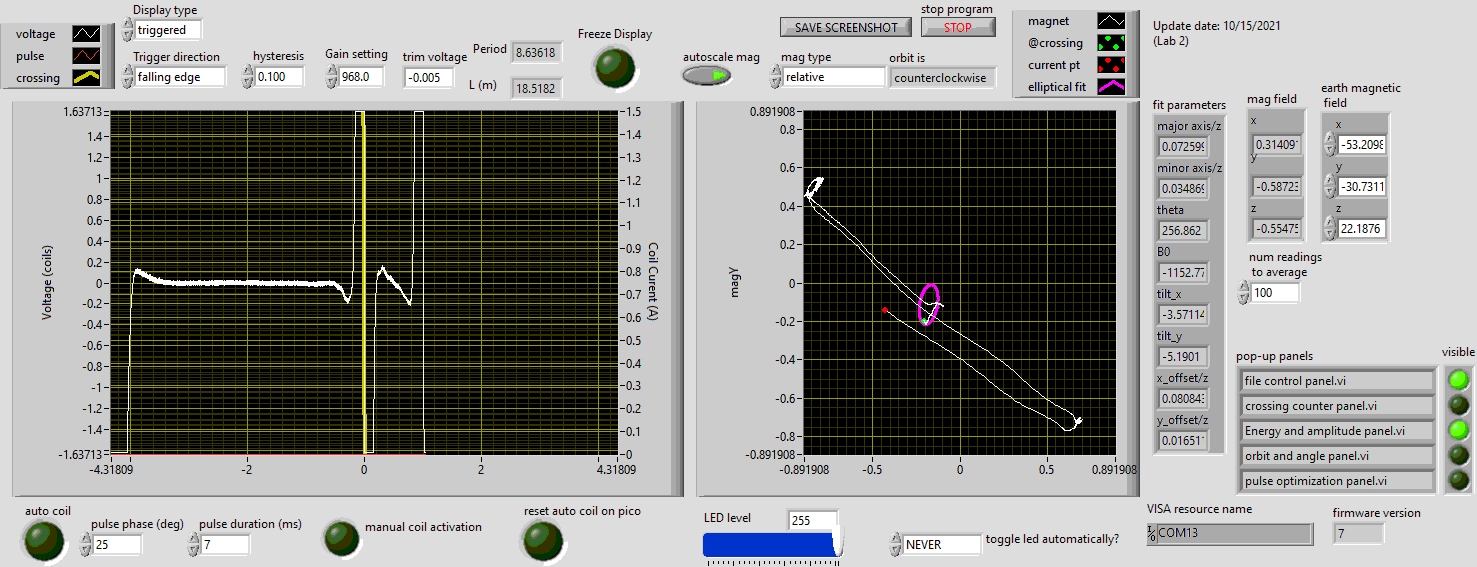 voltage
pulse
crossing
Display type
triggered
Trigger direction
falling edge
hysteresis
0.100
Gain setting
968.0
trim voltage
-0.005
Period
8.63618
L (m)
18.5182
Freeze Display
autoscale mag
SAVE SCREENSHOT
stop program
STOP
mag type
relative
orbit is
counterclockwise
magnet
@crossing
current pt
elliptical fit
Update date: 10/15/2021
(Lab 2)
Voltage (coils)
1.63713
1.4
1.2
1
0.8
0.6
0.4
0.2
0
-0.2
-0.4
-0.6
-0.8
-1
-1.2
-1.4
-1.63713
-4.31809
-2
0
2
4.31809
1.5
1.4
1.3
1.2
1.1
1
0.9
0.8
0.7
0.6
0.5
0.4
0.3
0.2
0.1
0
Coil Current (A)
magY
0.891908
0.8
0.6
0.4
0.2
0
-0.2
-0.4
-0.6
-0.8
-0.891908
-0.891908
-0.5
0
0.5
0.891908
fit parameters
major axis/z
0.07259
minor axis/z
0.03486
theta
256.862
B0
-1152.77
tilt_x
-3.57114
tilt_y
-5.1901
x_offset/z
0.08084
y_offset/z
0.01651
mag field
x
0.31409
y
-0.58723
z
-0.55475
earth magnetic
field
x
-53.2098
y
-30.7311
z
22.1876
num readings
to average
100
pop-up panels
visible
file control panel.vi
crossing counter panel.vi
Energy and amplitude panel.vi
orbit and angle panel.vi
pulse optimization panel.vi
auto coil
pulse phase (deg)
25
pulse duration (ms)
7
manual coil activation
reset auto coil on pico
LED level
255
NEVER
toggle led automatically?
VISA resource name
COM13
firmware version
7